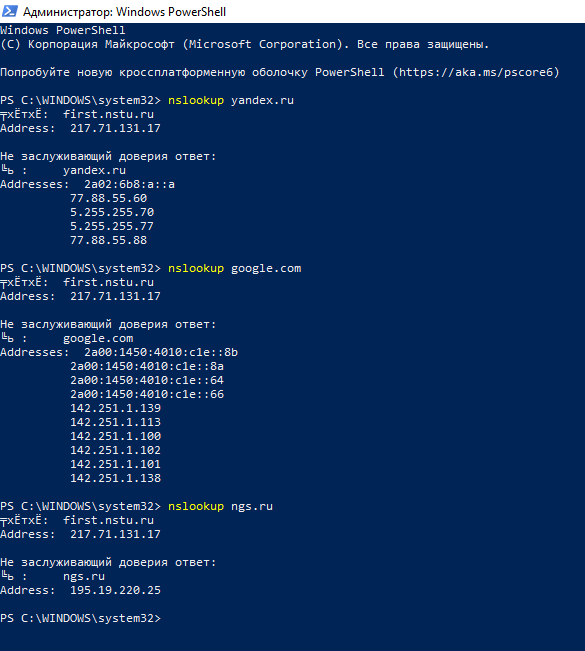 Администратор: Windows PowerShell
Windows PowerShell
(C) Корпорация Майкрософт (Microsoft Corporation). Все права защищены.
Попробуйте новую кроссплатформенную оболочку PowerShell (https://aka.ms/pscore6)
PS C:\WINDOWS\system32> nslookup yandex.ru
╤хЁтхЁ:  first.nstu.ru
Address:  217.71.131.17
Не заслуживающий доверия ответ:
╚ь :     yandex.ru
Addresses:  2a02:6b8:a::a
77.88.55.60
5.255.255.70
5.255.255.77
77.88.55.88
PS C:\WINDOWS\system32> nslookup google.com
╤хЁтхЁ:  first.nstu.ru
Address:  217.71.131.17
Не заслуживающий доверия ответ:
╚ь :     google.com
Addresses:  2a00:1450:4010:c1e::8b
2a00:1450:4010:c1e::8a
2a00:1450:4010:c1e::64
2a00:1450:4010:c1e::66
142.251.1.139
142.251.1.113
142.251.1.100
142.251.1.102
142.251.1.101
142.251.1.138
PS C:\WINDOWS\system32> nslookup ngs.ru
╤хЁтхЁ:  first.nstu.ru
Address:  217.71.131.17
Не заслуживающий доверия ответ:
╚ь :     ngs.ru
Address:  195.19.220.25
PS C:\WINDOWS\system32>